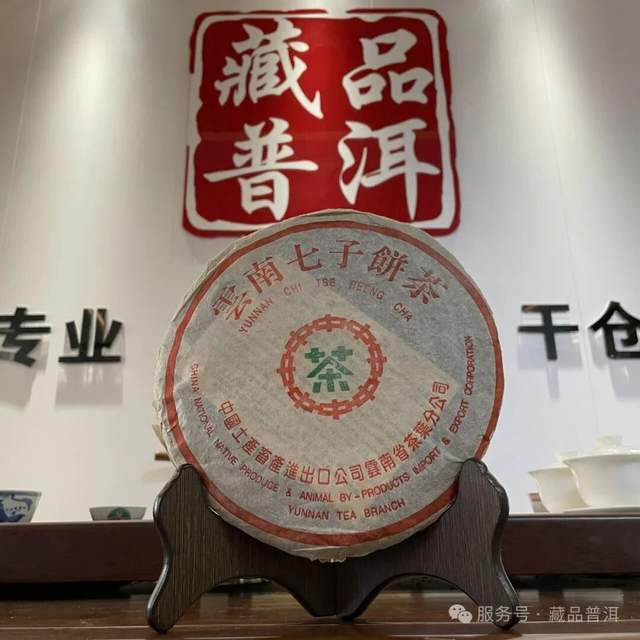 藏品
普洱
专业
干仓
雲南七子餅茶
YUNNAN CHI TSE BEENG CHA
茶
中國土產畜產進出口公司雲南省茶葉分公司
CHINA NATIONAL NATIVE PRODUCE & ANIMAL BY-PRODUCTS IMPORT & EXPORT CORPORATION
YUNNAN TEA BRANCH
服务号·藏品普洱